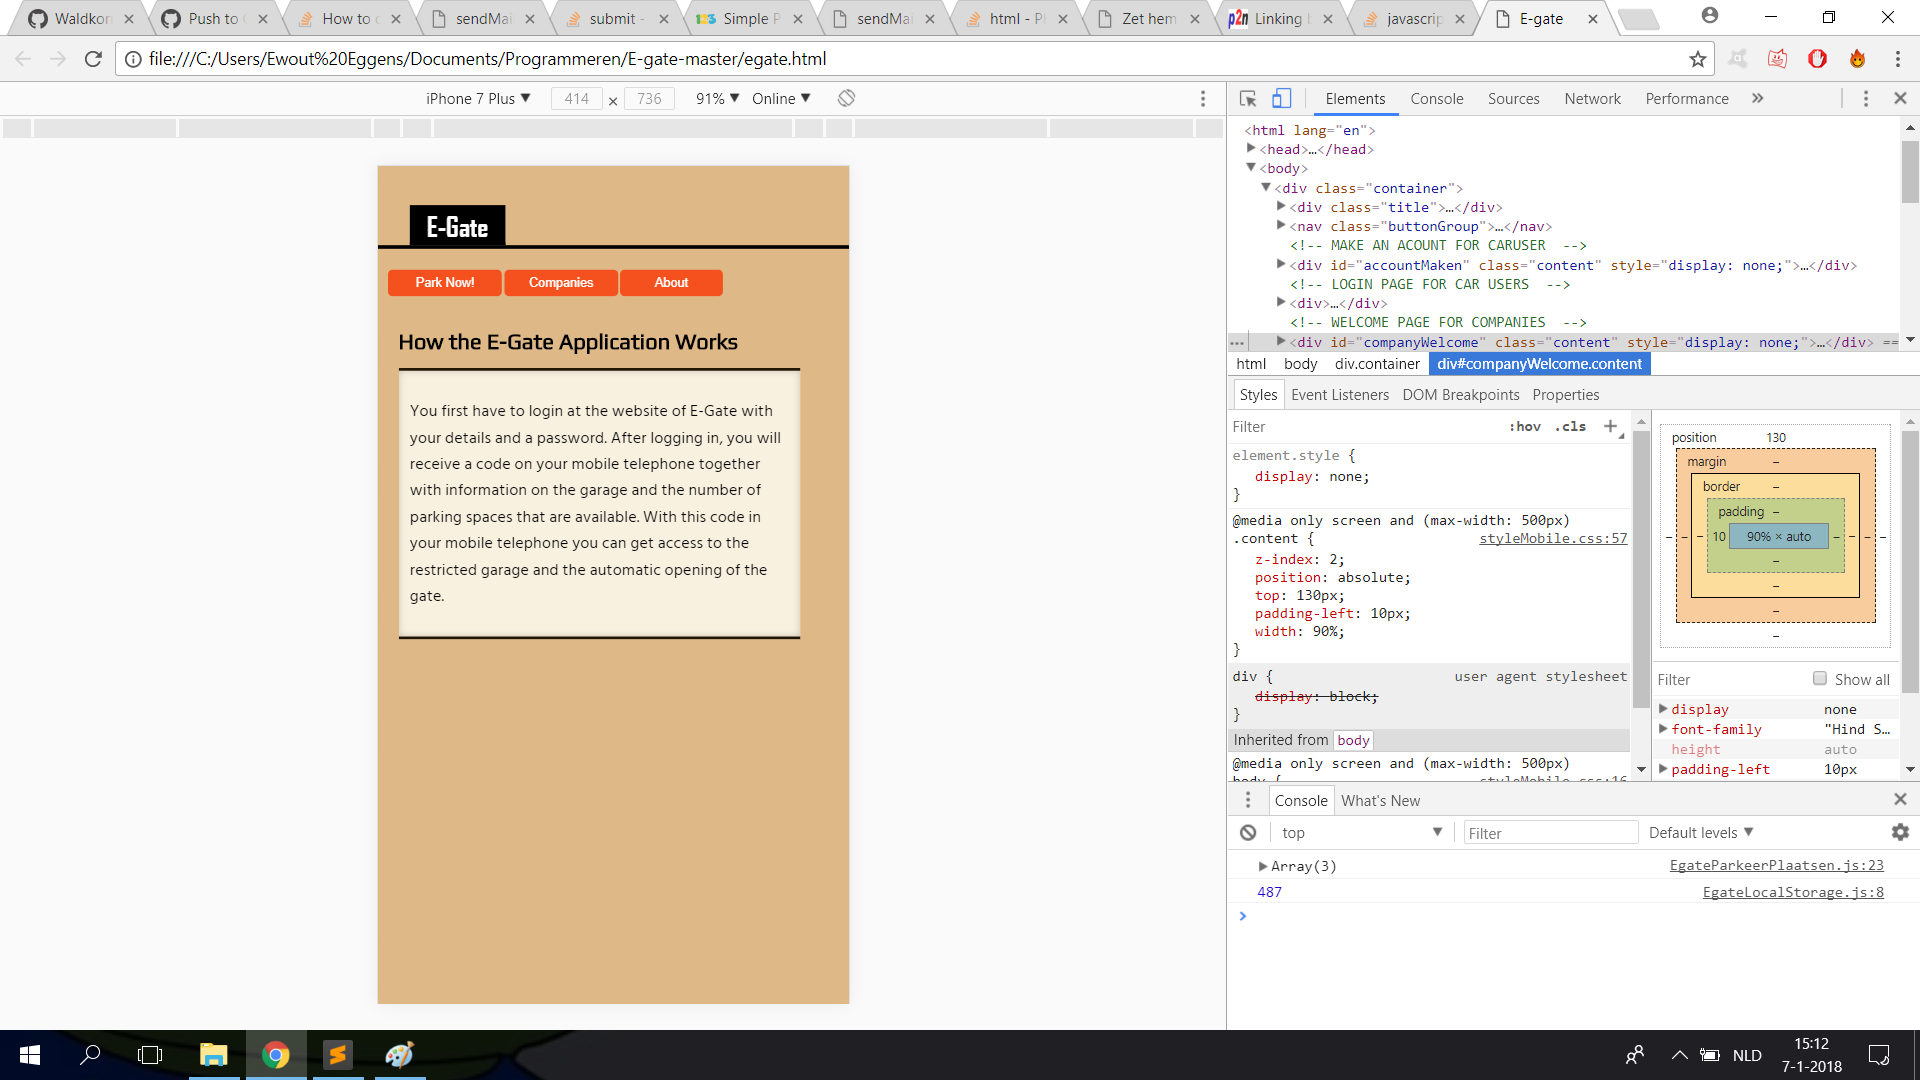 Waldkor
Push to
How to
sendMai
submit -
Simple P
sendMai
html - P
Zet hem
Linking
javascrip
E-gate
file:///C:/Users/Ewout%20Eggens/Documents/Programmeren/E-gate-master/egate.html
iPhone 7 Plus ▼ 414 × 736 91% ▼ Online ▼
Elements Console Sources Network Performance »
<html lang="en">
<head>…</head>
<body>
<div class="container">
<div class="title">…</div>
<nav class="buttonGroup">…</nav>
<!-- MAKE AN ACOUNT FOR CARUSER -->
<div id="accountMaken" class="content" style="display: none;">…</div>
<!-- LOGIN PAGE FOR CAR USERS -->
<div>…</div>
<!-- WELCOME PAGE FOR COMPANIES -->
… <div id="companyWelcome" class="content" style="display: none;">…</div> ==
html body div.container div#companyWelcome.content
E-Gate
Park Now! Companies About
How the E-Gate Application Works
You first have to login at the website of E-Gate with
your details and a password. After logging in, you will
receive a code on your mobile telephone together
with information on the garage and the number of
parking spaces that are available. With this code in
your mobile telephone you can get access to the
restricted garage and the automatic opening of the
gate.
Styles Event Listeners DOM Breakpoints Properties
Filter :hov .cls +
element.style {
display: none;
}
@media only screen and (max-width: 500px)
.content { styleMobile.css:57
z-index: 2;
position: absolute;
top: 130px;
padding-left: 10px;
width: 90%;
}
div { user agent stylesheet
display: block;
}
Inherited from body
@media only screen and (max-width: 500px)
body { styleMobile.css:16
position 130
margin –
border –
padding –
10 90% × auto –
Filter Show all
display none
font-family "Hind S…
height auto
padding-left 10px
Console What's New
top ▼ Filter Default levels ▼
Array(3) EgateParkeerPlaatsen.js:23
487 EgateLocalStorage.js:8
NLD
15:12
7-1-2018